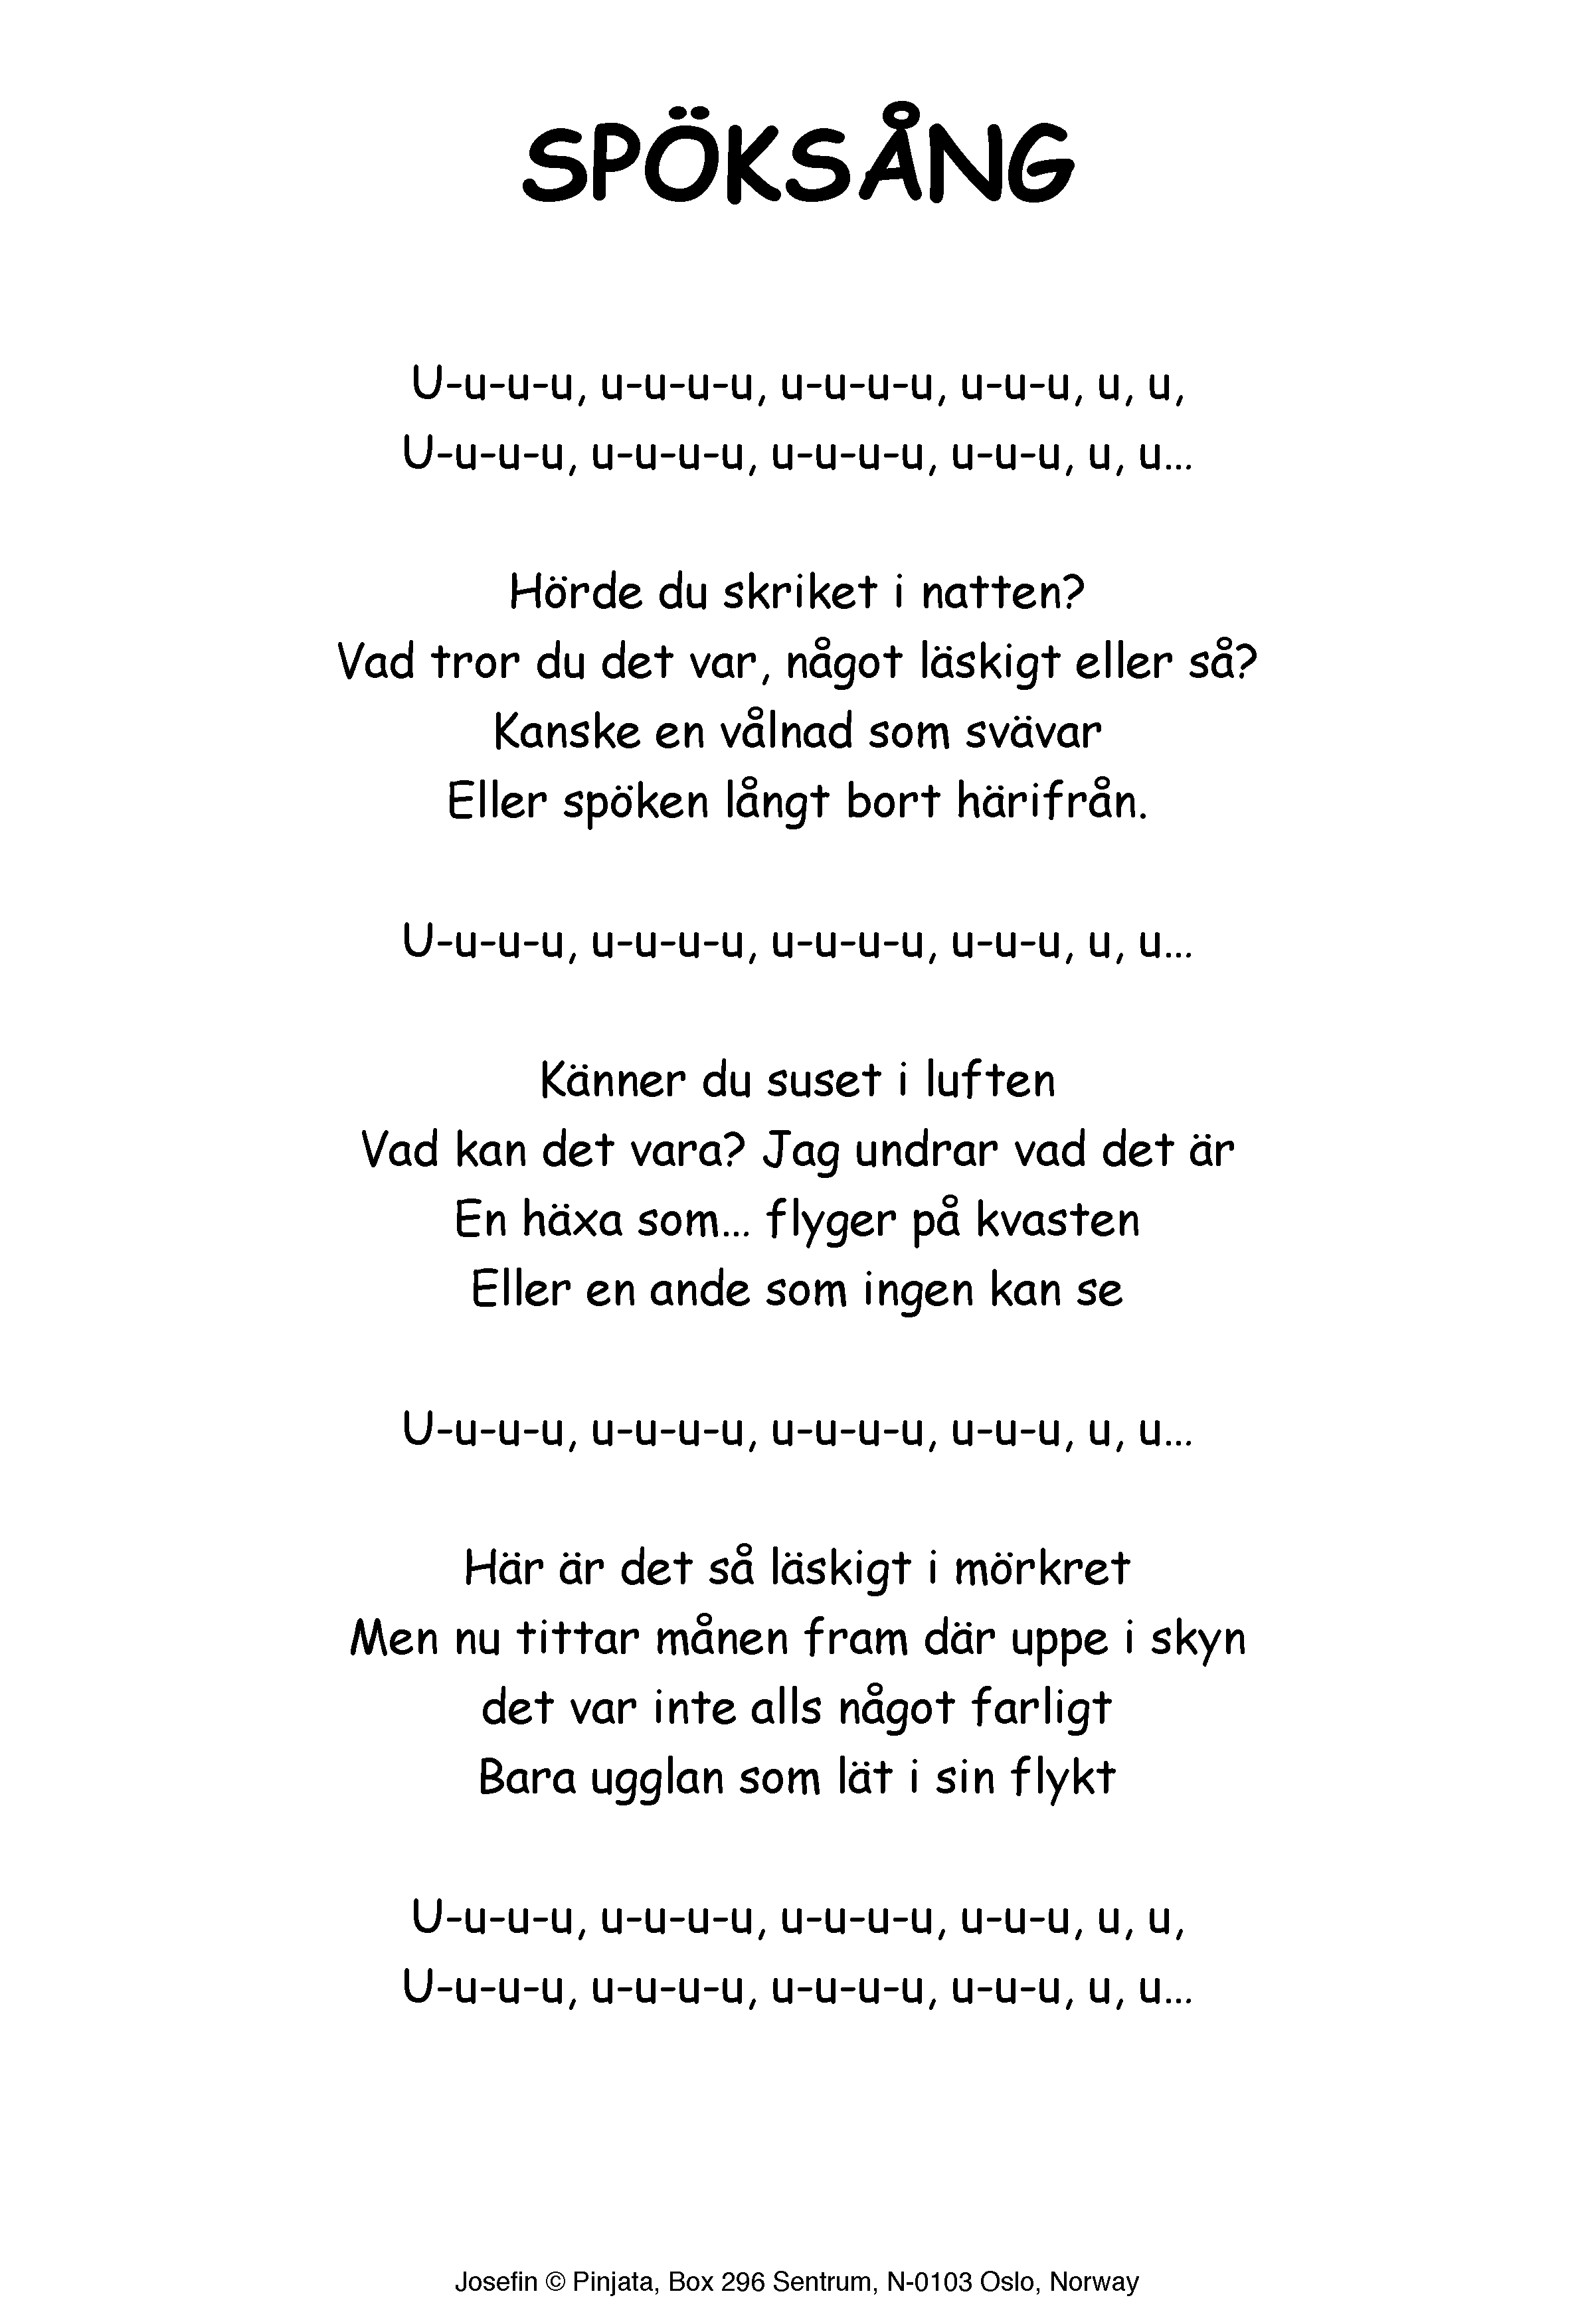 SPÖKSÅNG
U-u-u-u, u-u-u-u, u-u-u-u, u-u-u, u, u,
U-u-u-u, u-u-u-u, u-u-u-u, u-u-u, u, u...
Hörde du skriket i natten?
Vad tror du det var, något läskigt eller så?
Kanske en vålnad som svävar
Eller spöken långt bort härifrån.
U-u-u-u, u-u-u-u, u-u-u-u, u-u-u, u, u...
Känner du suset i luften
Vad kan det vara? Jag undrar vad det är
En häxa som... flyger på kvasten
Eller en ande som ingen kan se
U-u-u-u, u-u-u-u, u-u-u-u, u-u-u, u, u...
Här är det så läskigt i mörkret
Men nu tittar månen fram där uppe i skyn
det var inte alls något farligt
Bara ugglan som lät i sin flykt
U-u-u-u, u-u-u-u, u-u-u-u, u-u-u, u, u,
U-u-u-u, u-u-u-u, u-u-u-u, u-u-u, u, u...
Josefin © Pinjata, Box 296 Sentrum, N-0103 Oslo, Norway